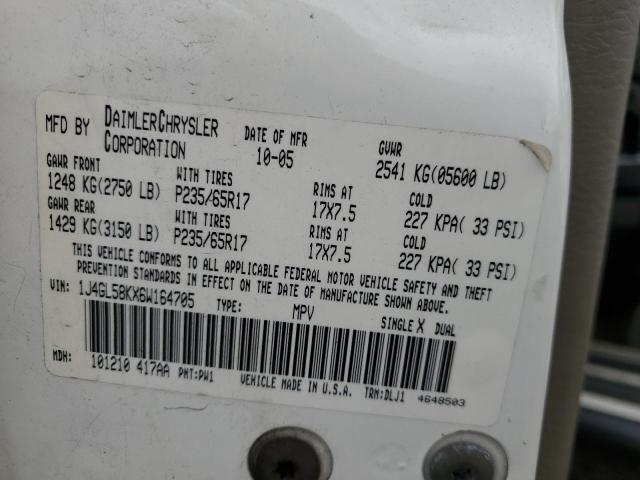 MFD BY DAIMLERCHRYSLER CORPORATION DATE OF MFR 10-05 GVWR 2541 KG(05600 LB)
GAWR FRONT WITH TIRES RIMS AT COLD
1248 KG(2750 LB) P235/65R17 17X7.5 227 KPA( 33 PSI)
GAWR REAR WITH TIRES RIMS AT COLD
1429 KG(3150 LB) P235/65R17 17X7.5 227 KPA( 33 PSI)
THIS VEHICLE CONFORMS TO ALL APPLICABLE FEDERAL MOTOR VEHICLE SAFETY AND THEFT
PREVENTION STANDARDS IN EFFECT ON THE DATE OF MANUFACTURE SHOWN ABOVE.
VIN: 1J4GL58KX6W164705 TYPE: MPV SINGLE X DUAL
MDH: 101210 417AA PMT:PW1 VEHICLE MADE IN U.S.A. TRM:DLJ1 4648503